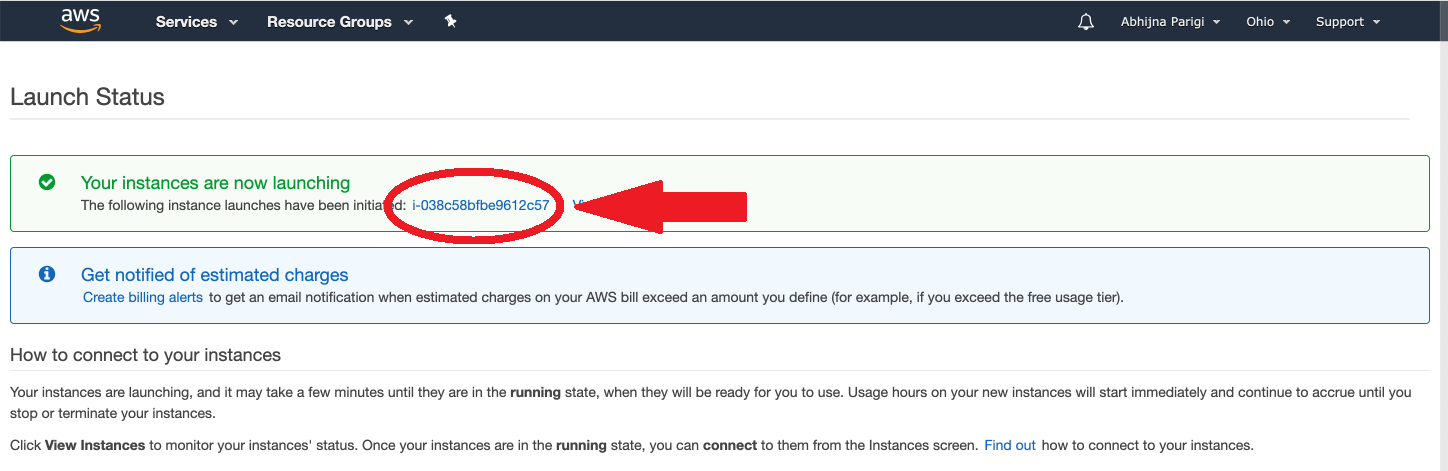 aws Services Resource Groups Abhijna Parigi Ohio Support
Launch Status
Your instances are now launching
The following instance launches have been initiated: i-038c58bfbe9612c57
Get notified of estimated charges
Create billing alerts to get an email notification when estimated charges on your AWS bill exceed an amount you define (for example, if you exceed the free usage tier).
How to connect to your instances
Your instances are launching, and it may take a few minutes until they are in the running state, when they will be ready for you to use. Usage hours on your new instances will start immediately and continue to accrue until you
stop or terminate your instances.
Click View Instances to monitor your instances' status. Once your instances are in the running state, you can connect to them from the Instances screen. Find out how to connect to your instances.